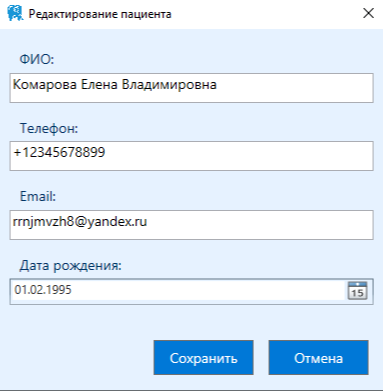 Редактирование пациента
ФИО:
Комарова Елена Владимировна
Телефон:
+12345678899
Email:
rrnjmvzh8@yandex.ru
Дата рождения:
01.02.1995
15
Сохранить
Отмена